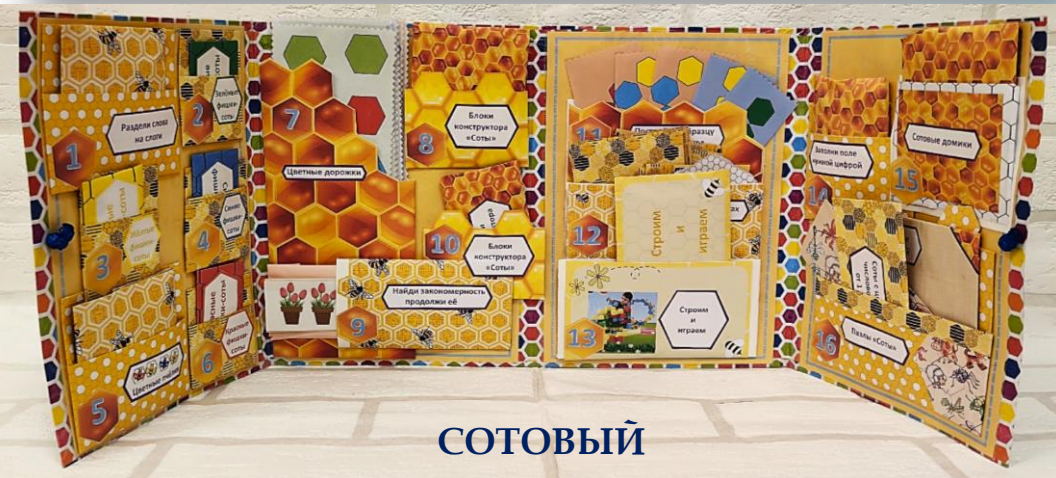 1
Раздели слова
на слоги
2
Зелёные
фишки-
соты
3
Жёлтые
фишки-
соты
4
Синие
фишки-
соты
5
Цветные пчёлки
6
Красные
фишки-
соты
7
Цветные дорожки
8
Блоки
конструктора
«Соты»
9
Найди закономерность
продолжи её
10
Блоки
конструктора
«Соты»
11
12
Строим
и
играем
13
Строим
и
играем
14
Заполни поле
нужной цифрой
15
Сотовые домики
16
Пазлы «Соты»
СОТОВЫЙ